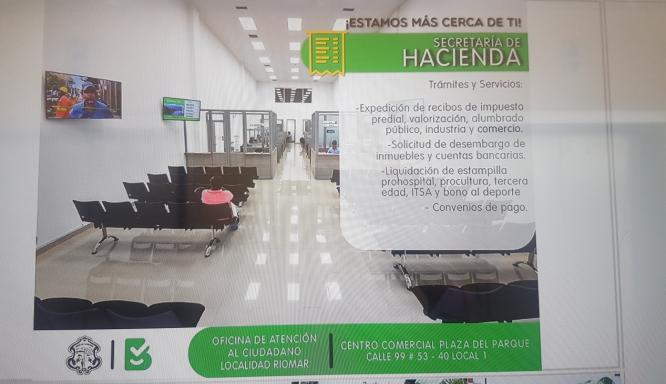 ¡ESTAMOS MÁS CERCA DE TI!
SECRETARÍA DE
HACIENDA
Trámites y Servicios:
-Expedición de recibos de impuesto
predial, valorización, alumbrado
público, industria y comercio.
-Solicitud de desembargo de
inmuebles y cuentas bancarias.
-Liquidación de estampilla
prohospital, procultura, tercera
edad, ITSA y bono al deporte
- Convenios de pago.
OFICINA DE ATENCIÓN
AL CIUDADANO
LOCALIDAD RIOMAR
CENTRO COMERCIAL PLAZA DEL PARQUE
CALLE 99 # 53 - 40 LOCAL 1